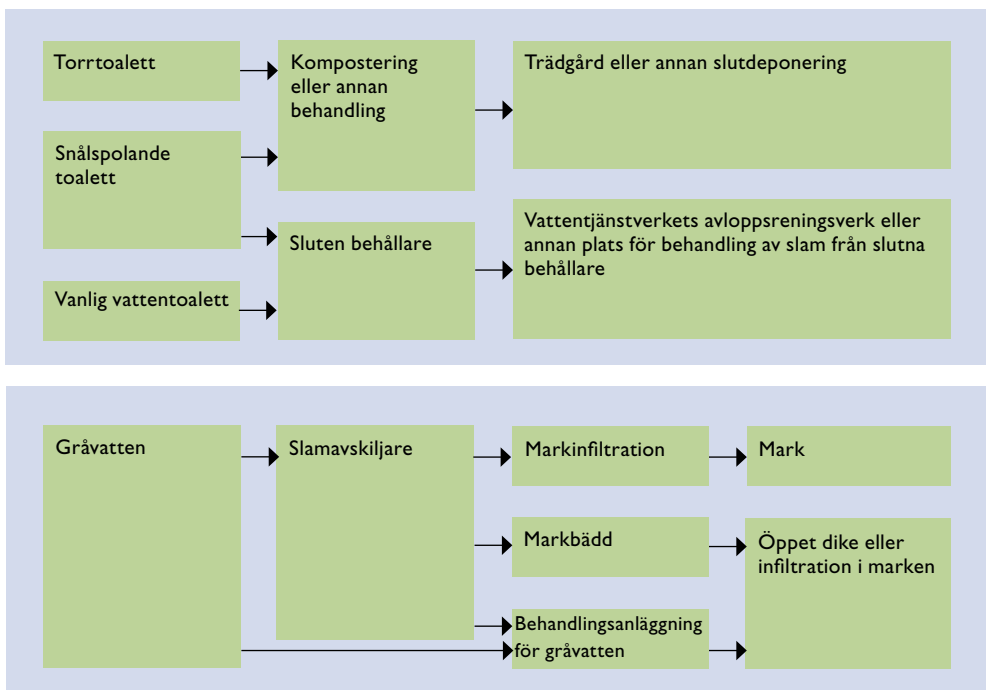 Torrtoalett
Kompostering
eller annan
behandling
Trädgård eller annan slutdeponering
Snålspolande
toalett
Sluten behållare
Vattentjänstverkets avloppsreningsverk eller
annan plats för behandling av slam från slutna
behållare
Vanlig vattentoalett
Gråvatten
Slamavskiljare
Markinfiltration
Mark
Markbädd
Öppet dike eller
infiltration i marken
Behandlingsanläggning
för gråvatten